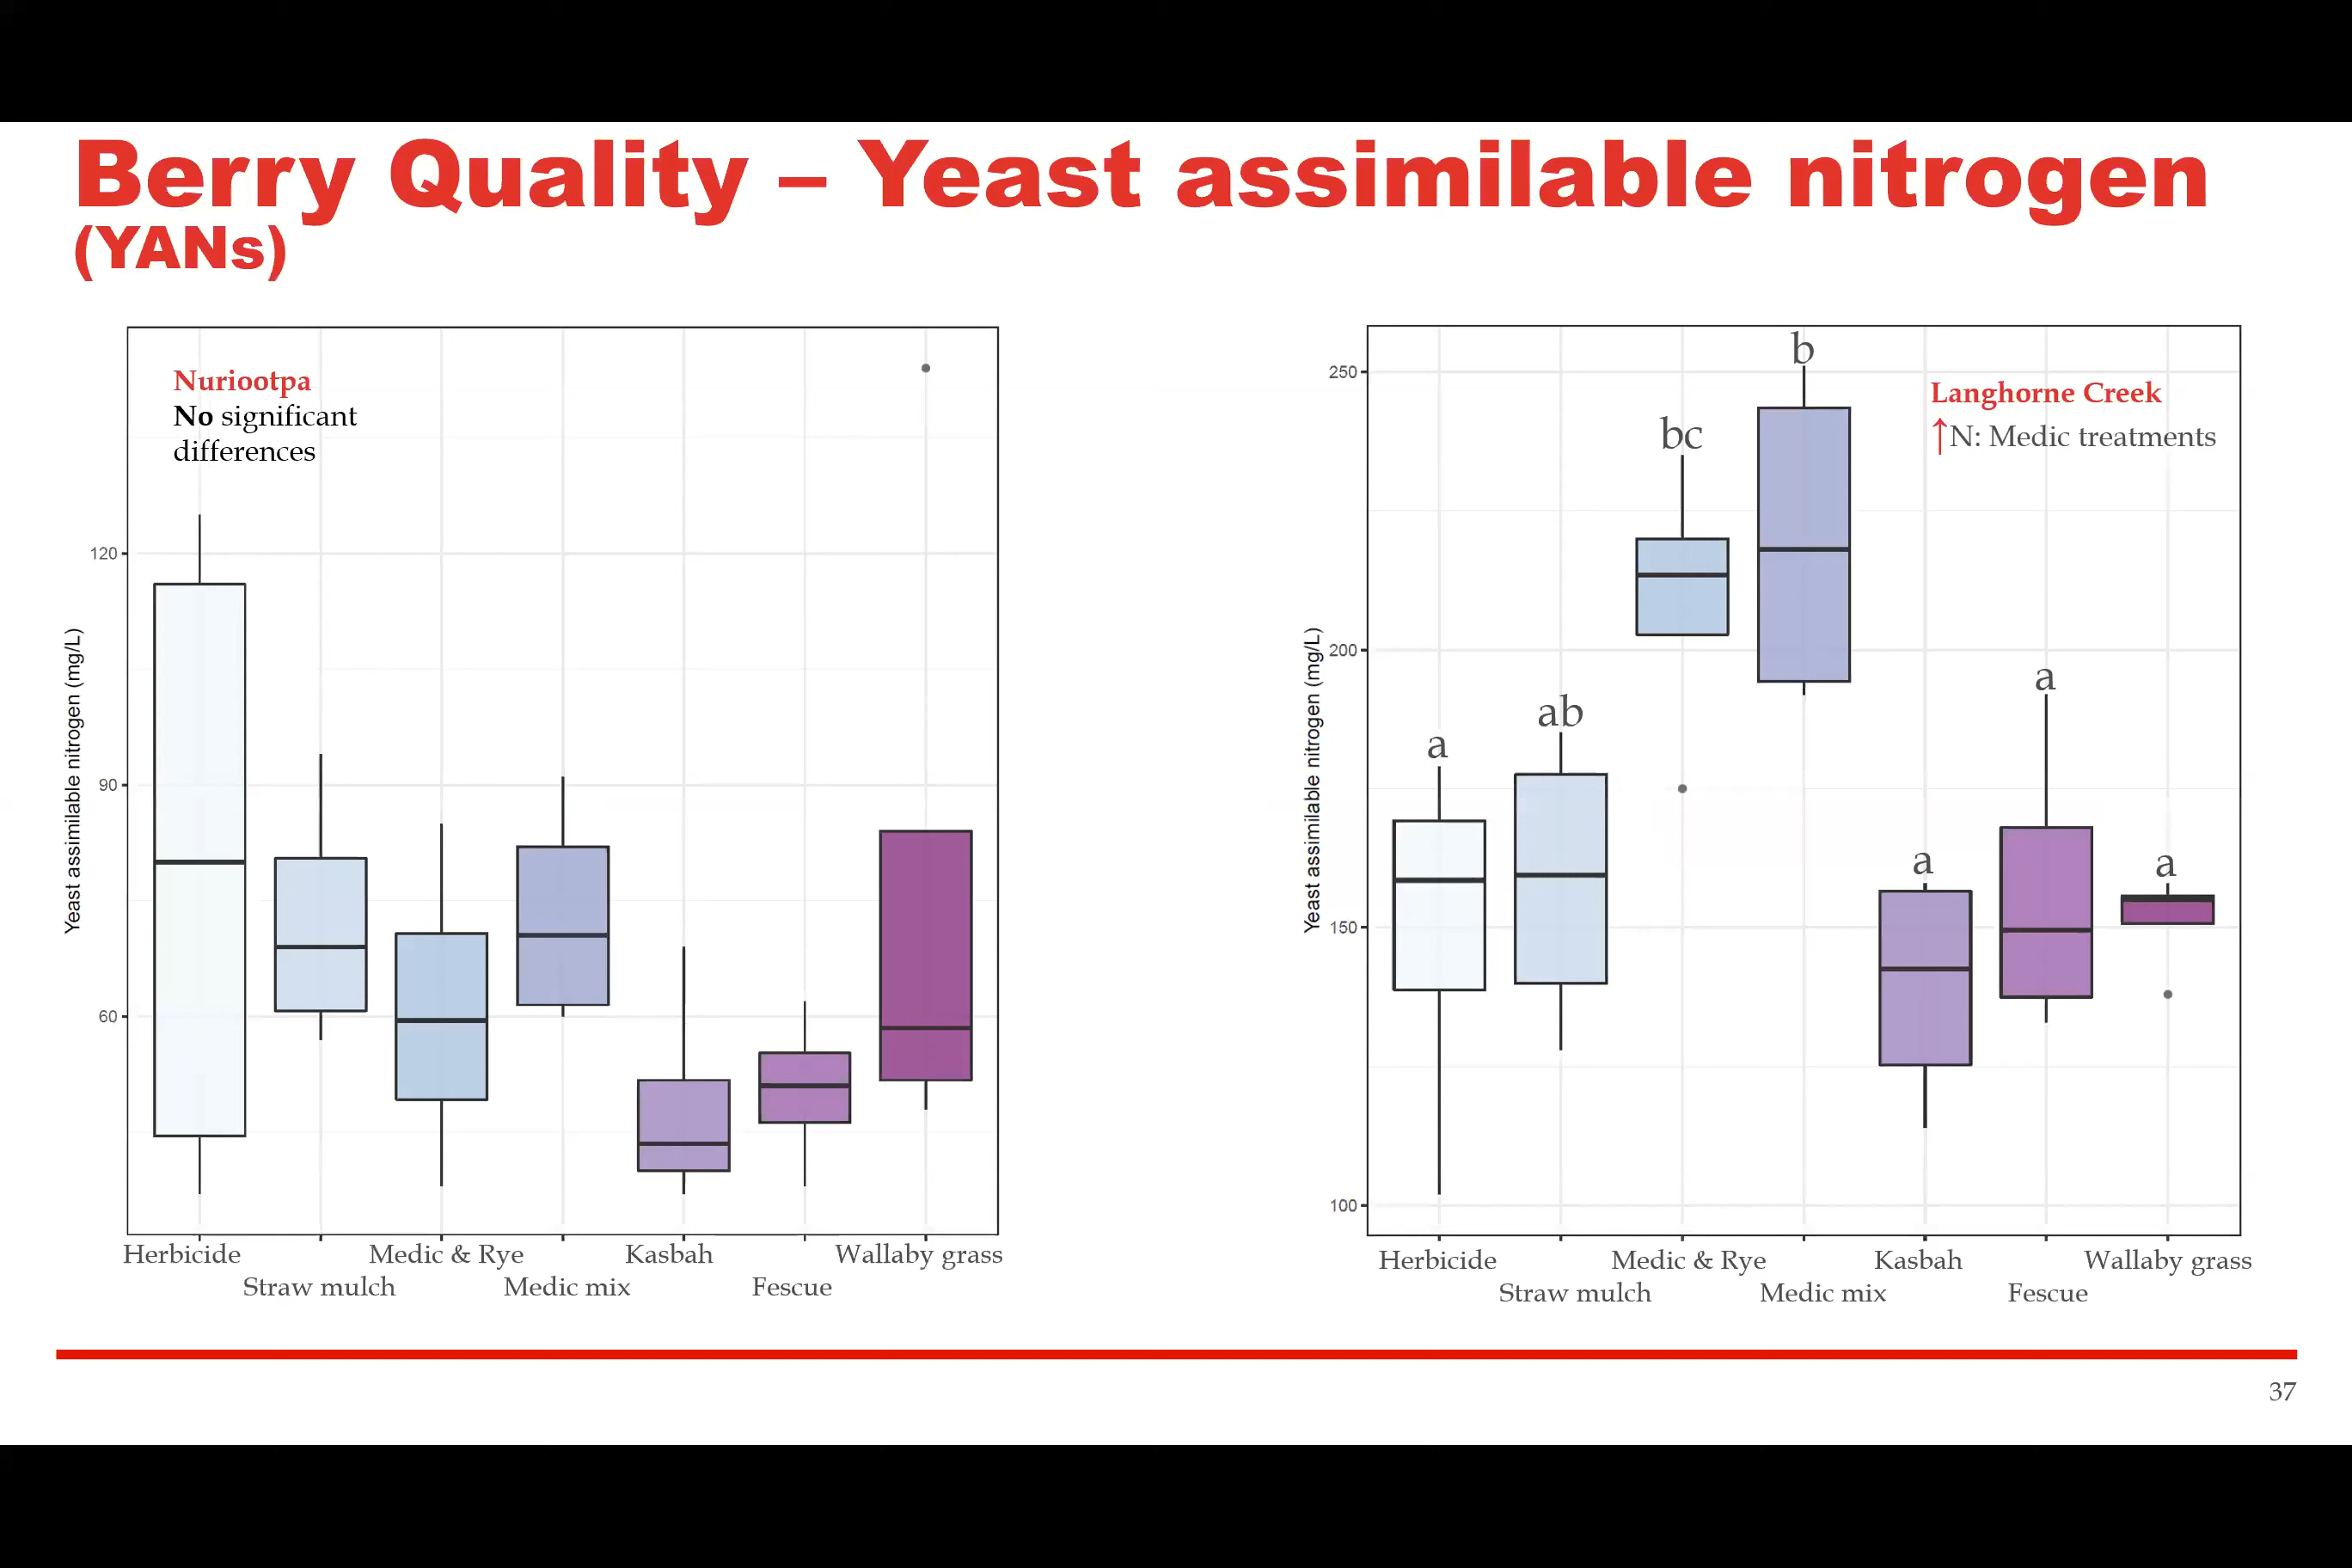 Berry Quality – Yeast assimilable nitrogen
(YANs)
Nuriootpa
No significant
differences
Yeast assimilable nitrogen (mg/L)
120
90
60
Herbicide
Straw mulch
Medic & Rye
Medic mix
Kasbah
Fescue
Wallaby grass
Langhorne Creek
↑N: Medic treatments
Yeast assimilable nitrogen (mg/L)
250
200
150
100
a
ab
bc
b
a
a
a
Herbicide
Straw mulch
Medic & Rye
Medic mix
Kasbah
Fescue
Wallaby grass
37